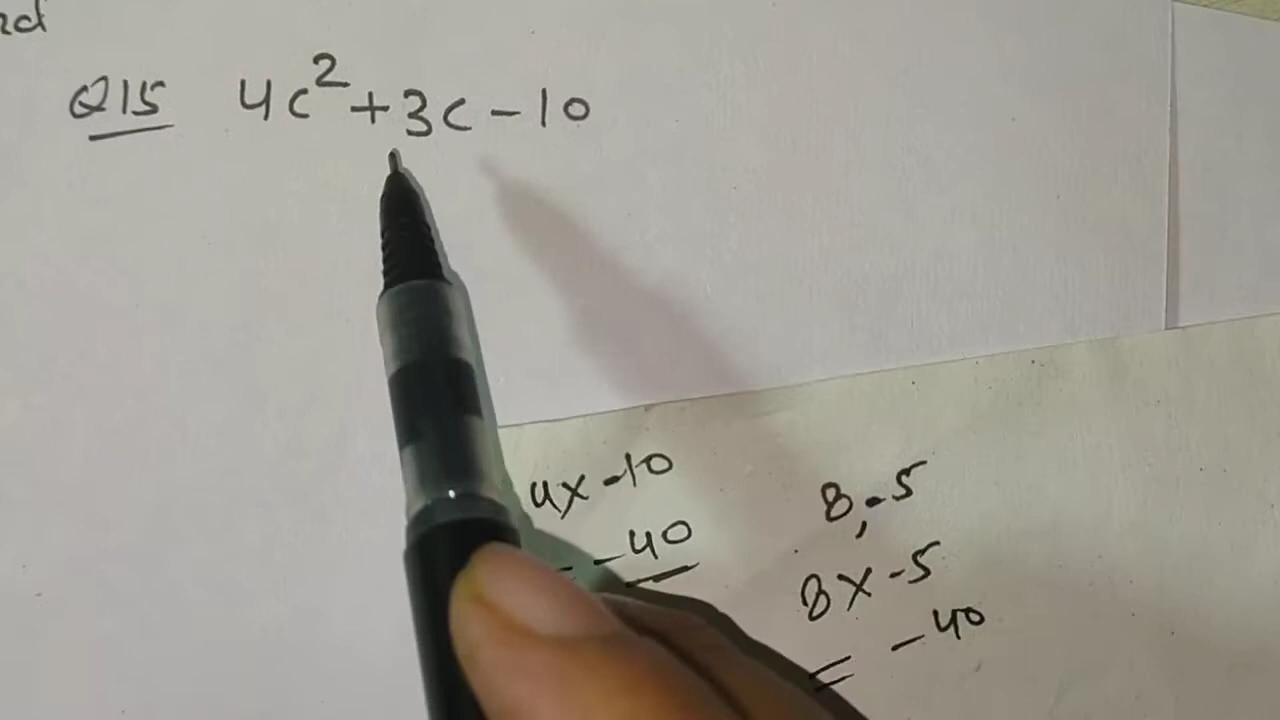 Q15 4c² + 3c - 10
4x -10
= -40
8, -5
8x -5
= -40